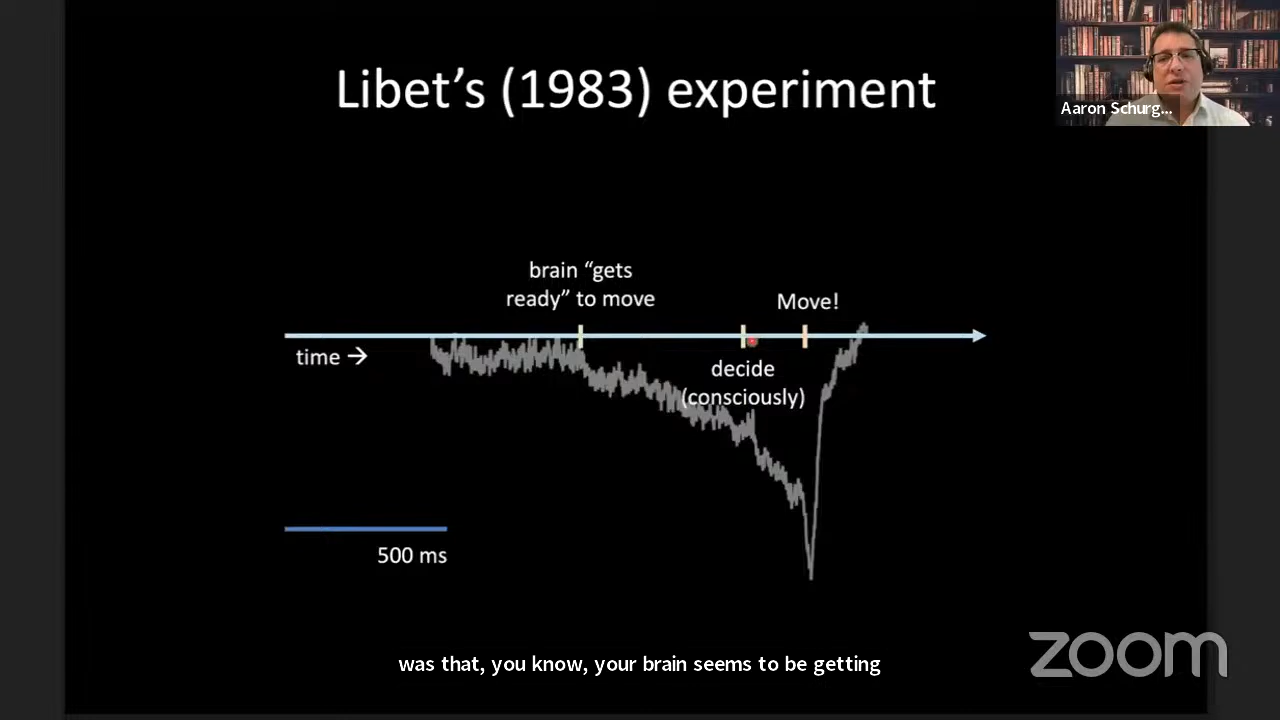 Libet’s (1983) experiment
Aaron Schurg...
brain “gets
ready” to move
Move!
time →
decide
(consciously)
500 ms
was that, you know, your brain seems to be getting
zoom